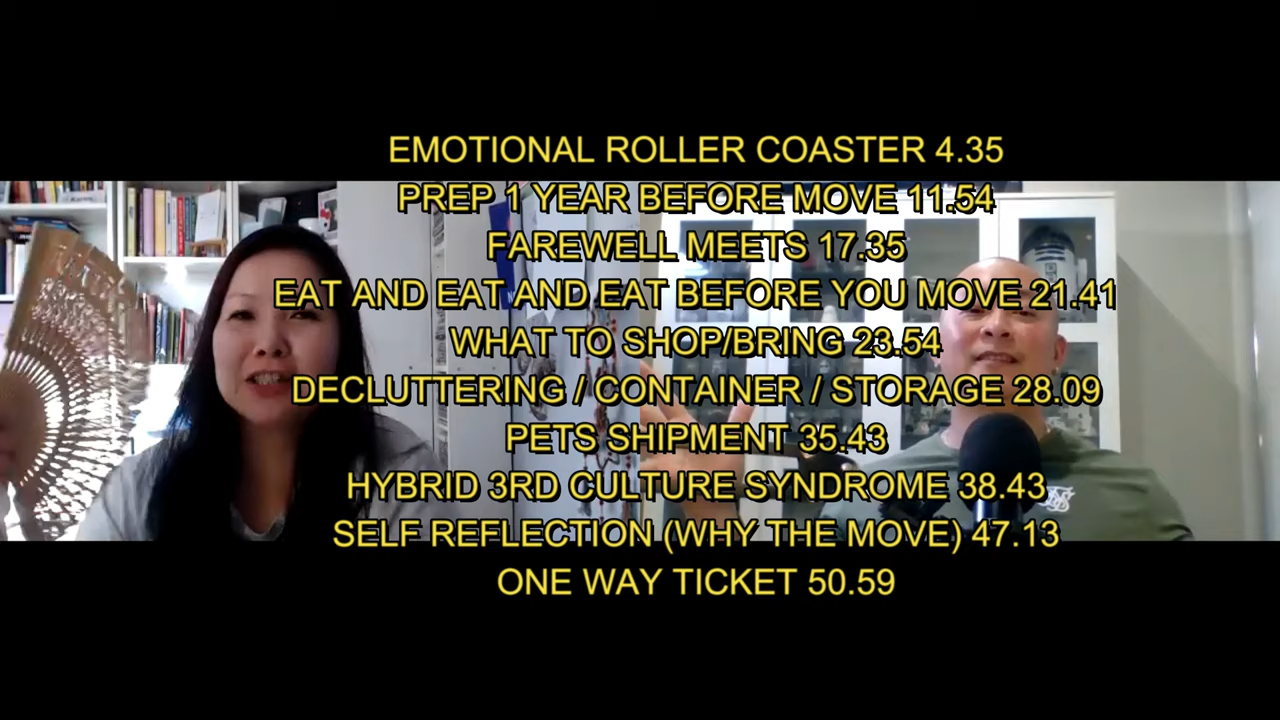 EMOTIONAL ROLLER COASTER 4.35
PREP 1 YEAR BEFORE MOVE 11.54
FAREWELL MEETS 17.35
EAT AND EAT AND EAT BEFORE YOU MOVE 21.41
WHAT TO SHOP/BRING 23.54
DECLUTTERING / CONTAINER / STORAGE 28.09
PETS SHIPMENT 35.43
HYBRID 3RD CULTURE SYNDROME 38.43
SELF REFLECTION (WHY THE MOVE) 47.13
ONE WAY TICKET 50.59